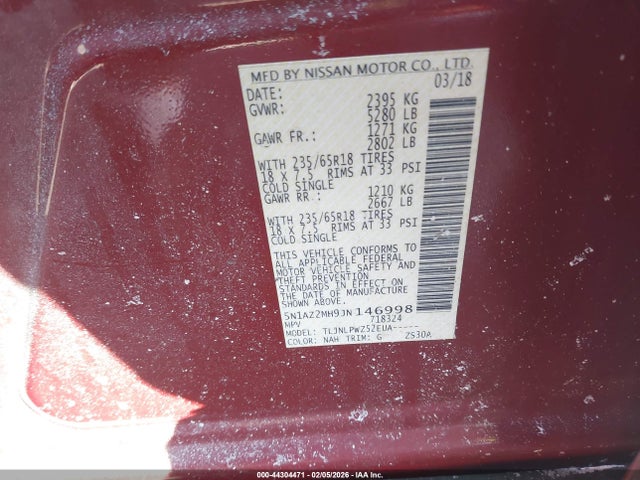 MFD BY NISSAN MOTOR CO., LTD.
DATE: 03/18
GVWR: 2395 KG
5280 LB
GAWR FR.: 1271 KG
2802 LB
WITH 235/65R18 TIRES
18 X 7.5 RIMS AT 33 PSI
COLD SINGLE
GAWR RR : 1210 KG
2667 LB
WITH 235/65R18 TIRES
18 X 7.5 RIMS AT 33 PSI
COLD SINGLE
THIS VEHICLE CONFORMS TO
ALL APPLICABLE FEDERAL
MOTOR VEHICLE SAFETY AND
THEFT PREVENTION
STANDARDS IN EFFECT ON
THE DATE OF MANUFACTURE
SHOWN ABOVE.
5N1AZ2MH9JN146998
MPV 718324
MODEL: TLJNLPWZ52EUA-----
COLOR: NAH TRIM: G ZS30A
000-44304471 - 02/05/2026 - IAA Inc.